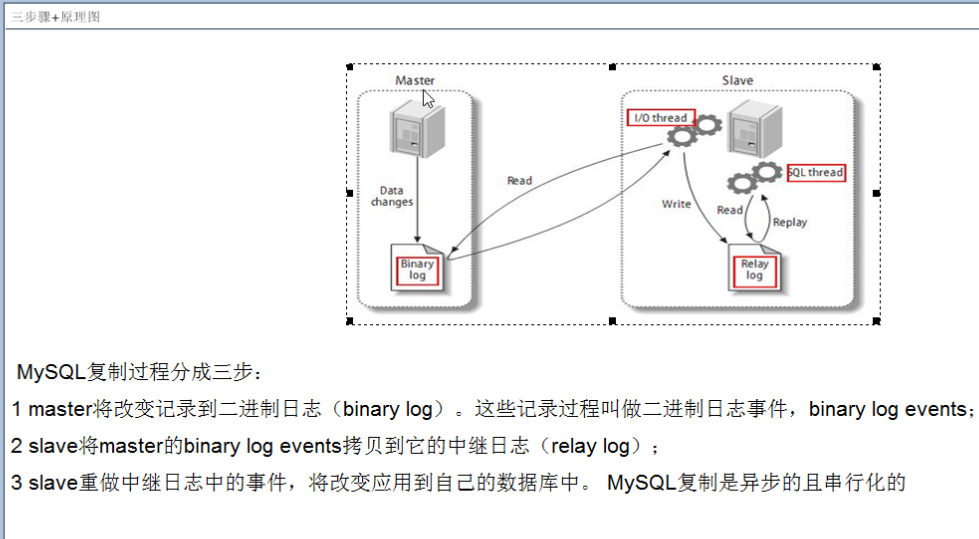 三步骤+原理图
Master
Slave
I/O thread
SQL thread
Data
changes
Read
Write
Read
Replay
Binary
log
Relay
log
MySQL复制过程分成三步：
1 master将改变记录到二进制日志（binary log）。这些记录过程叫做二进制日志事件，binary log events；
2 slave将master的binary log events拷贝到它的中继日志（relay log）；
3 slave重做中继日志中的事件，将改变应用到自己的数据库中。 MySQL复制是异步的且串行化的